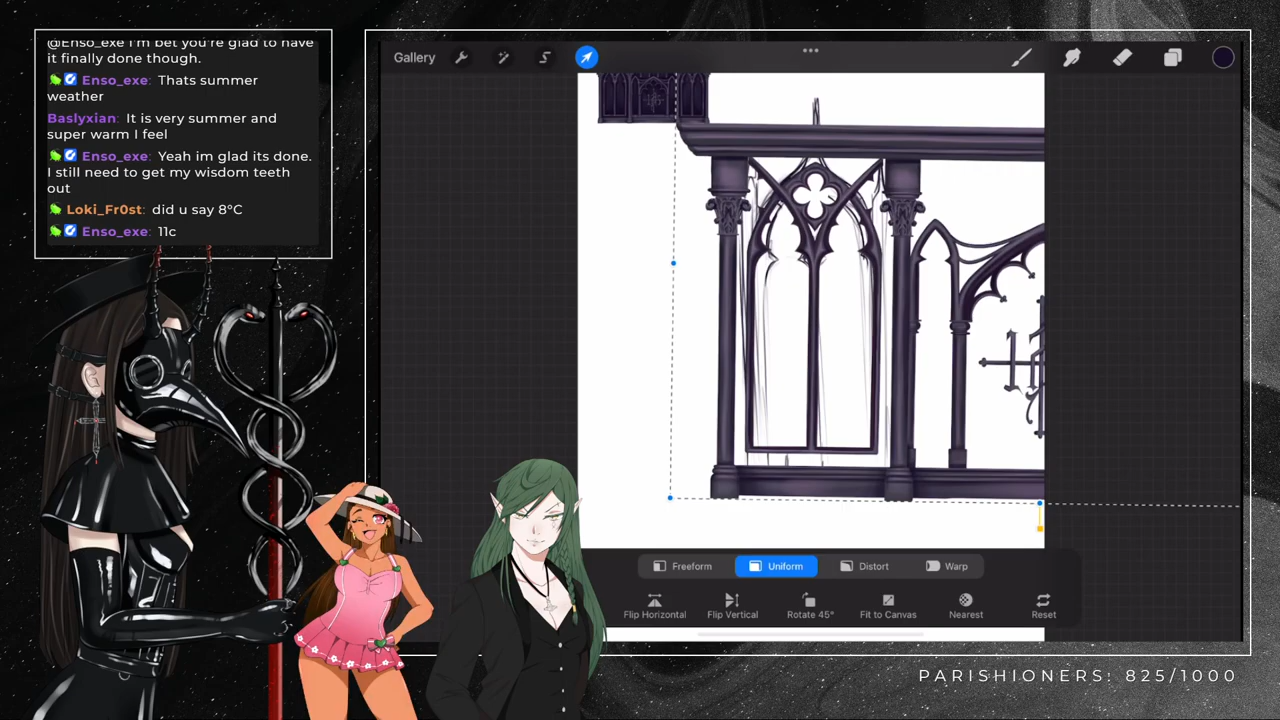 @Enso_exe I'm bet you're glad to have
it finally done though.
Enso_exe: Thats summer
weather
Baslyxian: It is very summer and
super warm I feel
Enso_exe: Yeah im glad its done.
I still need to get my wisdom teeth
out
Loki_Fr0st: did u say 8°C
Enso_exe: 11c
Gallery
Freeform
Uniform
Distort
Warp
Flip Horizontal
Flip Vertical
Rotate 45°
Fit to Canvas
Nearest
Reset
PARISHIONERS: 825/1000